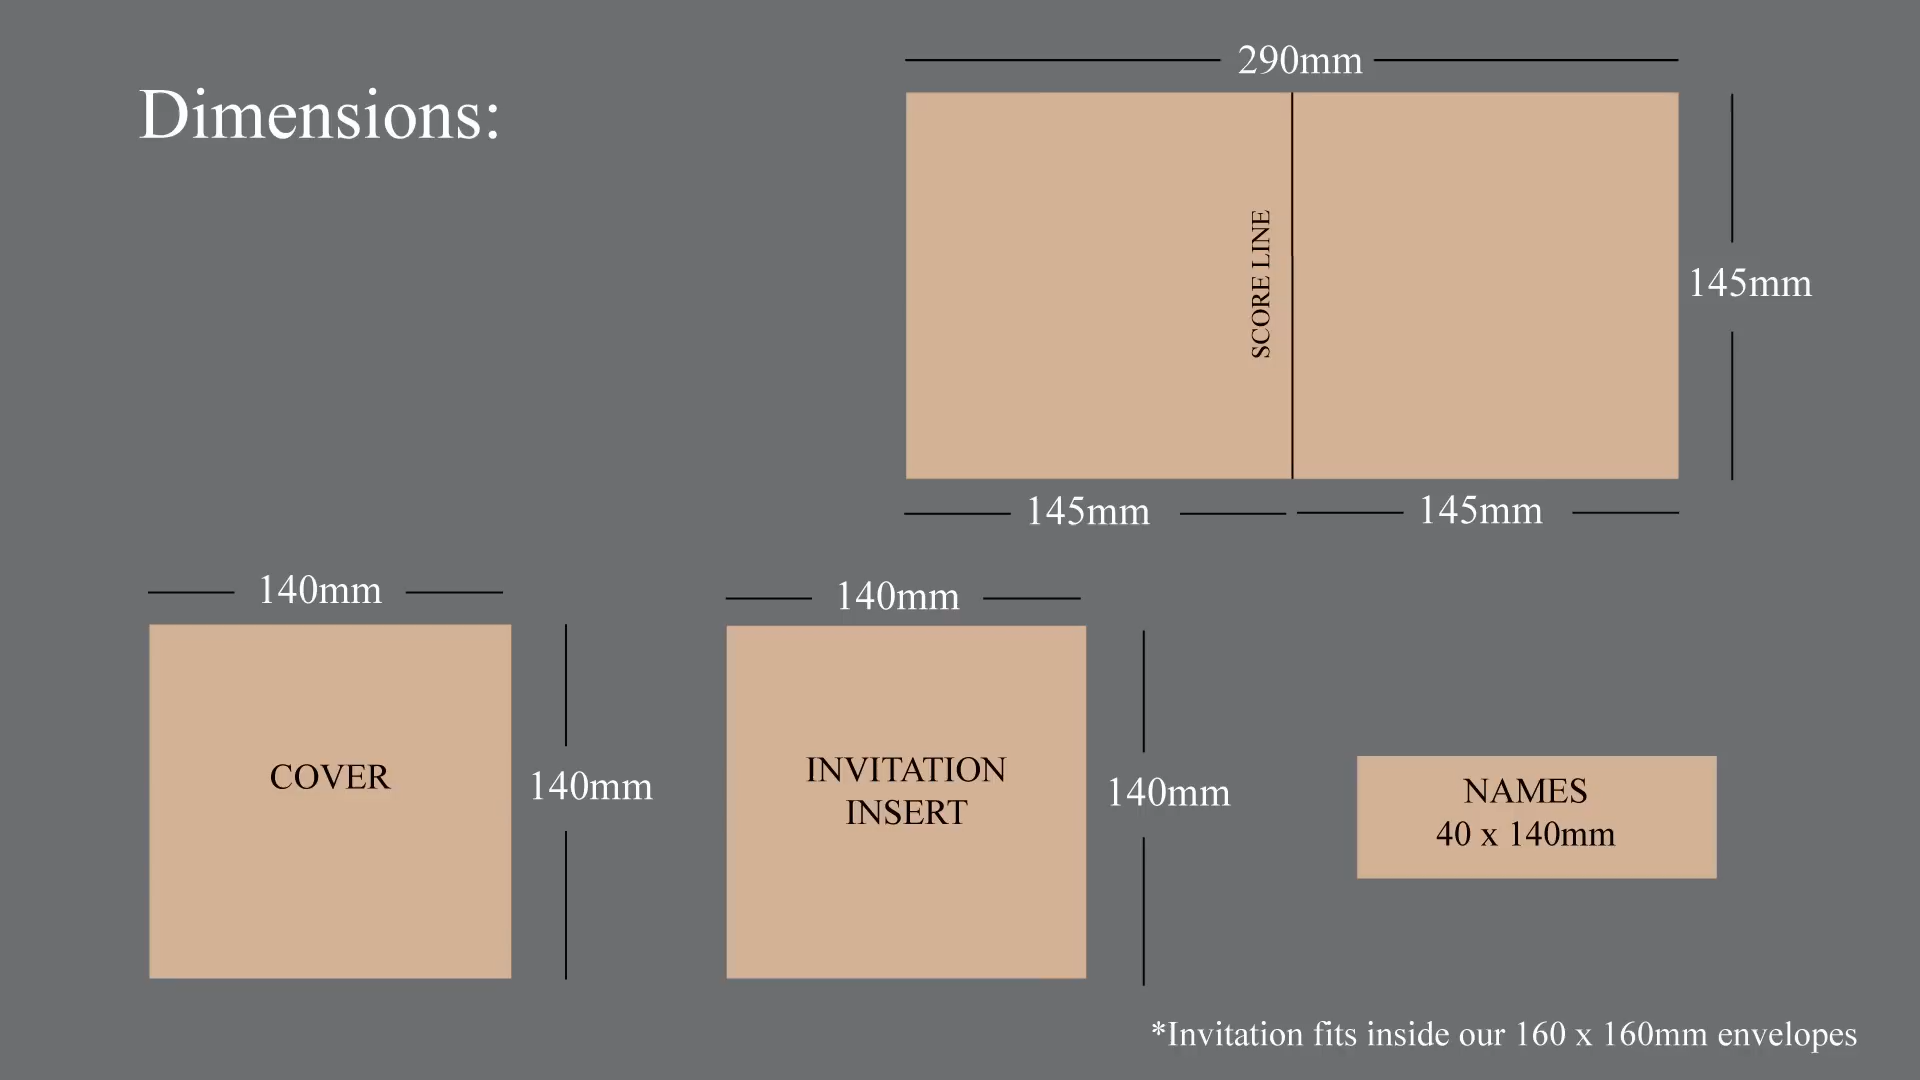 Dimensions:
290mm
SCORE LINE
145mm
145mm
145mm
140mm
COVER
140mm
140mm
INVITATION
INSERT
140mm
NAMES
40 x 140mm
*Invitation fits inside our 160 x 160mm envelopes